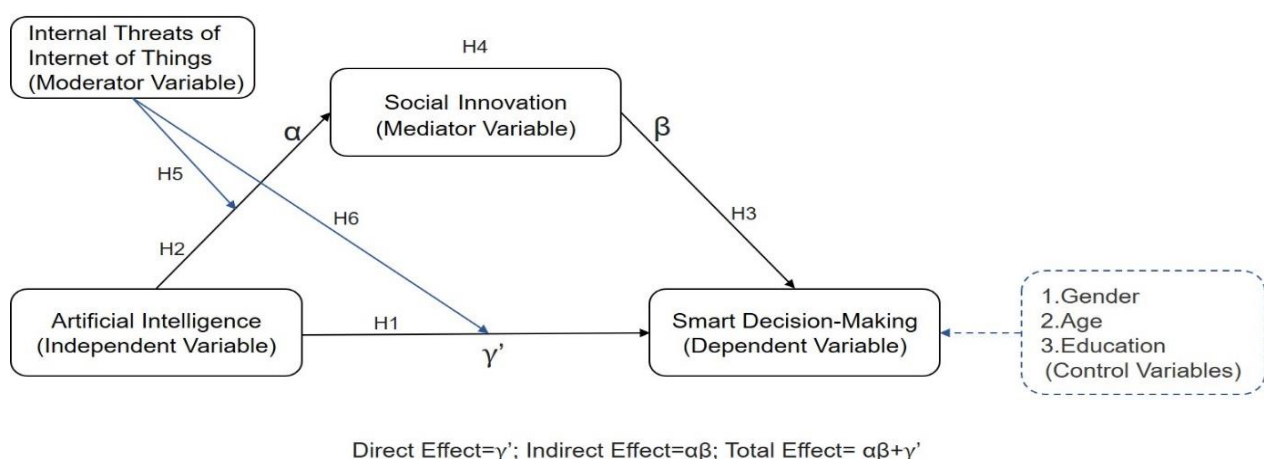 Internal Threats of
Internet of Things
(Moderator Variable)
H4
Social Innovation
(Mediator Variable)
α
β
H5
H6
H3
H2
Artificial Intelligence
(Independent Variable)
H1
γ’
Smart Decision-Making
(Dependent Variable)
1.Gender
2.Age
3.Education
(Control Variables)
Direct Effect=γ’; Indirect Effect=αβ; Total Effect= αβ+γ’